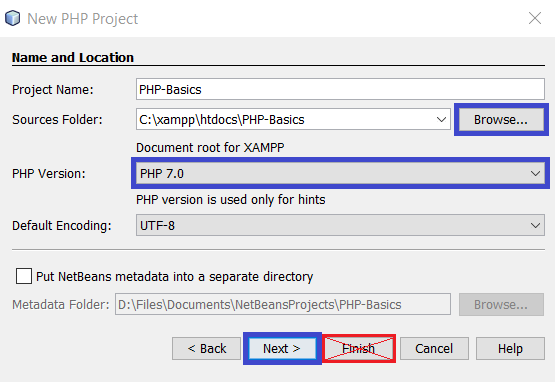 New PHP Project
Name and Location
Project Name: PHP-Basics
Sources Folder: C:\xampp\htdocs\PHP-Basics Browse...
Document root for XAMPP
PHP Version: PHP 7.0
PHP version is used only for hints
Default Encoding: UTF-8
Put NetBeans metadata into a separate directory
Metadata Folder: D:\Files\Documents\NetBeansProjects\PHP-Basics Browse...
< Back Next > Finish Cancel Help